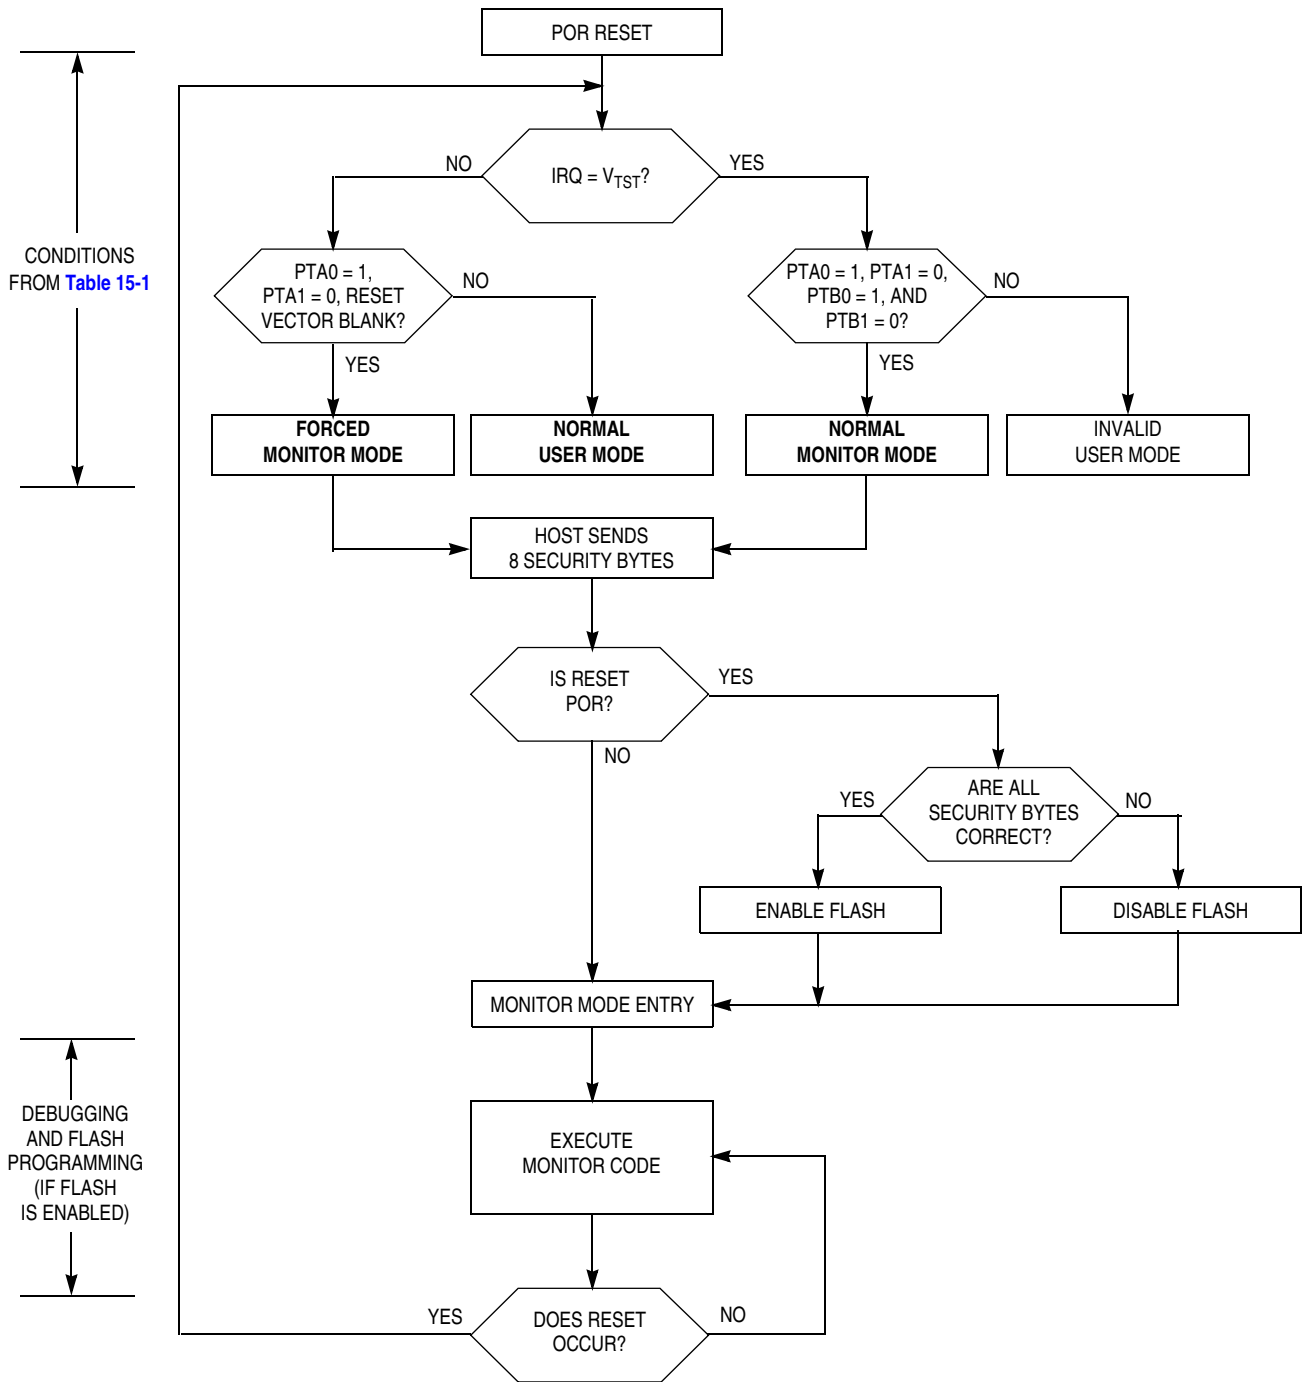 POR RESET
NO
YES
IRQ = VTST?
CONDITIONS
FROM Table 15-1
PTA0 = 1,
PTA1 = 0, RESET
VECTOR BLANK?
NO
YES
PTA0 = 1, PTA1 = 0,
PTB0 = 1, AND
PTB1 = 0?
NO
YES
FORCED
MONITOR MODE
NORMAL
USER MODE
NORMAL
MONITOR MODE
INVALID
USER MODE
HOST SENDS
8 SECURITY BYTES
IS RESET
POR?
YES
NO
ARE ALL
SECURITY BYTES
CORRECT?
YES
NO
ENABLE FLASH
DISABLE FLASH
MONITOR MODE ENTRY
DEBUGGING
AND FLASH
PROGRAMMING
(IF FLASH
IS ENABLED)
EXECUTE
MONITOR CODE
YES
DOES RESET
OCCUR?
NO